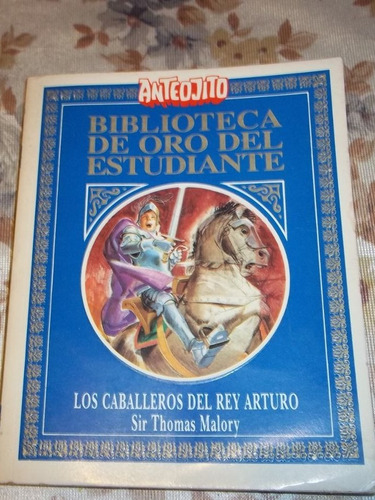 ANTEOJITO
BIBLIOTECA
DE ORO DEL
ESTUDIANTE
LOS CABALLEROS DEL REY ARTURO
Sir Thomas Malory